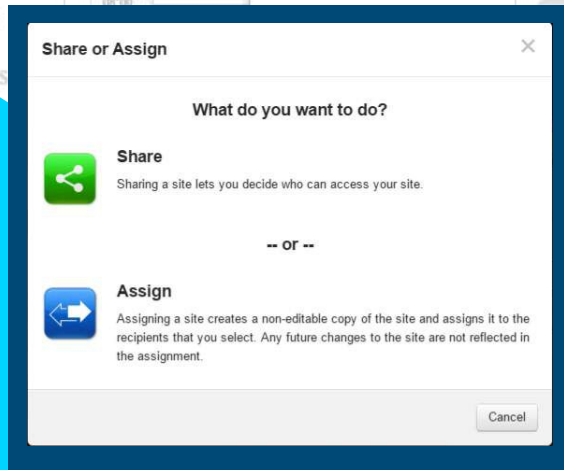 Share or Assign
What do you want to do?
Share
Sharing a site lets you decide who can access your site.
-- or --
Assign
Assigning a site creates a non-editable copy of the site and assigns it to the
recipients that you select. Any future changes to the site are not reflected in
the assignment.
Cancel